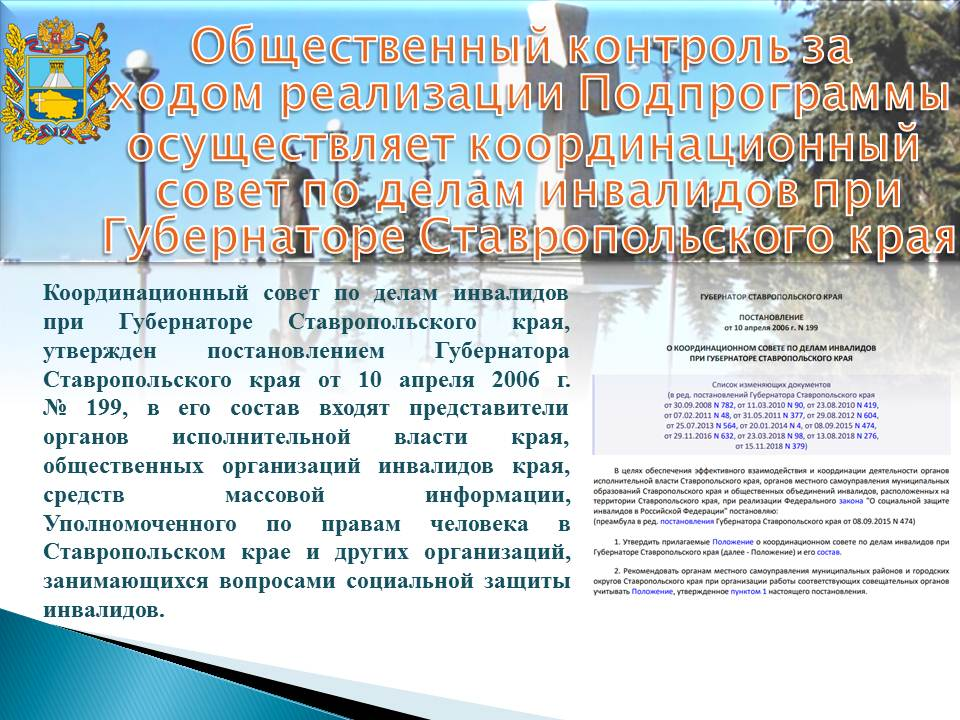 Общественный контроль за
ходом реализации Подпрограммы
осуществляет координационный
совет по делам инвалидов при
Губернаторе Ставропольского края
Координационный совет по делам инвалидов
при Губернаторе Ставропольского края,
утвержден постановлением Губернатора
Ставропольского края от 10 апреля 2006 г.
№ 199, в его состав входят представители
органов исполнительной власти края,
общественных организаций инвалидов края,
средств массовой информации,
Уполномоченного по правам человека в
Ставропольском крае и других организаций,
занимающихся вопросами социальной защиты
инвалидов.
ГУБЕРНАТОР СТАВРОПОЛЬСКОГО КРАЯ
ПОСТАНОВЛЕНИЕ
от 10 апреля 2006 г. N 199
О КООРДИНАЦИОННОМ СОВЕТЕ ПО ДЕЛАМ ИНВАЛИДОВ
ПРИ ГУБЕРНАТОРЕ СТАВРОПОЛЬСКОГО КРАЯ
Список изменяющих документов
(в ред. постановлений Губернатора Ставропольского края
от 30.09.2008 N 782, от 11.03.2010 N 90, от 23.08.2010 N 419,
от 07.02.2011 N 48, от 31.05.2011 N 377, от 29.08.2012 N 604,
от 25.07.2013 N 564, от 20.01.2014 N 4, от 08.09.2015 N 474,
от 29.11.2016 N 632, от 23.03.2018 N 98, от 13.08.2018 N 276,
от 15.11.2018 N 379)
В целях обеспечения эффективного взаимодействия и координации деятельности органов
исполнительной власти Ставропольского края, органов местного самоуправления муниципальных
образований Ставропольского края и общественных объединений инвалидов, расположенных на
территории Ставропольского края, при реализации Федерального закона "О социальной защите
инвалидов в Российской Федерации" постановляю:
(преамбула в ред. постановления Губернатора Ставропольского края от 08.09.2015 N 474)
1. Утвердить прилагаемые Положение о координационном совете по делам инвалидов при
Губернаторе Ставропольского края (далее - Положение) и его состав.
2. Рекомендовать органам местного самоуправления муниципальных районов и городских
округов Ставропольского края при организации работы соответствующих совещательных органов
учитывать Положение, утвержденное пунктом 1 настоящего постановления.